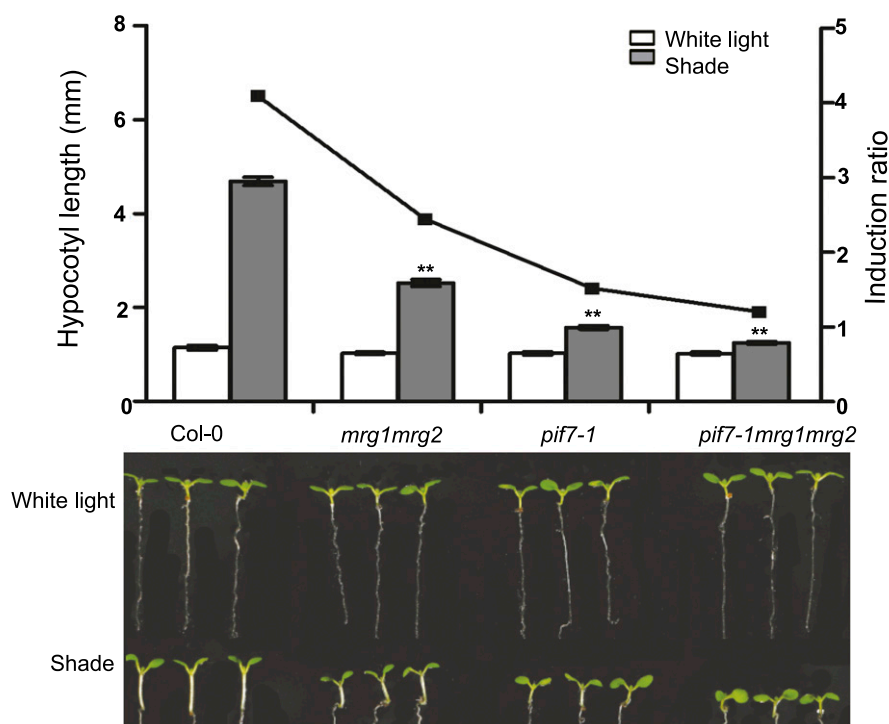 8
6
4
2
0
Hypocotyl length (mm)
White light
Shade
5
4
3
2
1
0
Induction ratio
**
**
**
Col-0
mrg1mrg2
pif7-1
pif7-1mrg1mrg2
White light
Shade